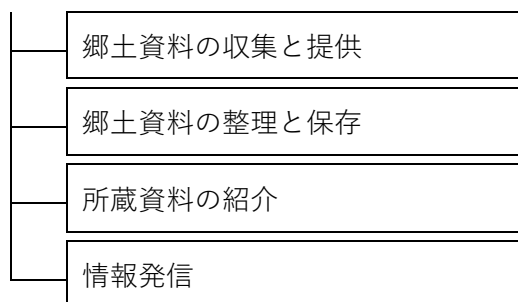 郷土資料の収集と提供
郷土資料の整理と保存
所蔵資料の紹介
情報発信